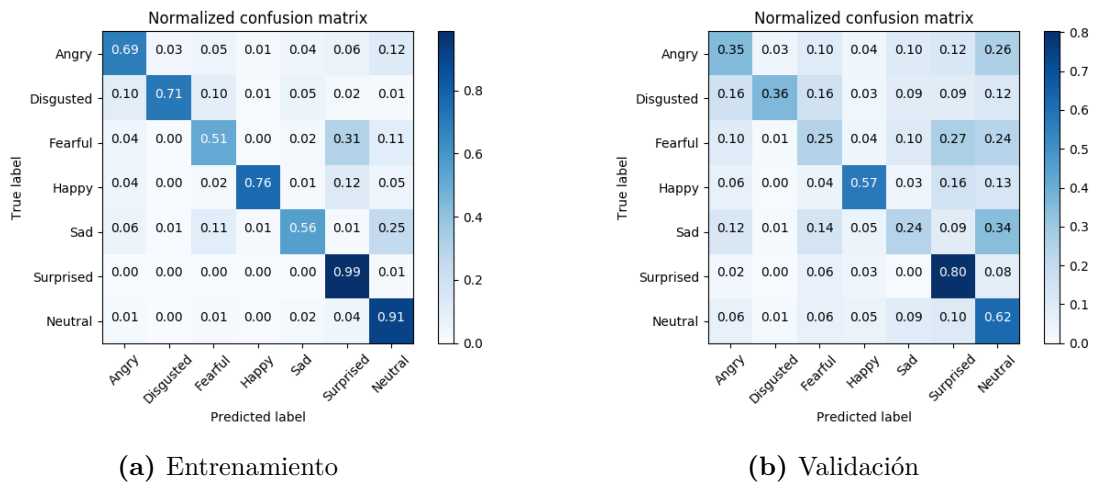 Normalized confusion matrix
Angry 0.69 0.03 0.05 0.01 0.04 0.06 0.12
Disgusted 0.10 0.71 0.10 0.01 0.05 0.02 0.01
Fearful 0.04 0.00 0.51 0.00 0.02 0.31 0.11
Happy 0.04 0.00 0.02 0.76 0.01 0.12 0.05
Sad 0.06 0.01 0.11 0.01 0.56 0.01 0.25
Surprised 0.00 0.00 0.00 0.00 0.00 0.99 0.01
Neutral 0.01 0.00 0.01 0.00 0.02 0.04 0.91
True label
Angry Disgusted Fearful Happy Sad Surprised Neutral
Predicted label
0.8
0.6
0.4
0.2
0.0
(a) Entrenamiento
Normalized confusion matrix
Angry 0.35 0.03 0.10 0.04 0.10 0.12 0.26
Disgusted 0.16 0.36 0.16 0.03 0.09 0.09 0.12
Fearful 0.10 0.01 0.25 0.04 0.10 0.27 0.24
Happy 0.06 0.00 0.04 0.57 0.03 0.16 0.13
Sad 0.12 0.01 0.14 0.05 0.24 0.09 0.34
Surprised 0.02 0.00 0.06 0.03 0.00 0.80 0.08
Neutral 0.06 0.01 0.06 0.05 0.09 0.10 0.62
True label
Angry Disgusted Fearful Happy Sad Surprised Neutral
Predicted label
0.8
0.7
0.6
0.5
0.4
0.3
0.2
0.1
0.0
(b) Validación